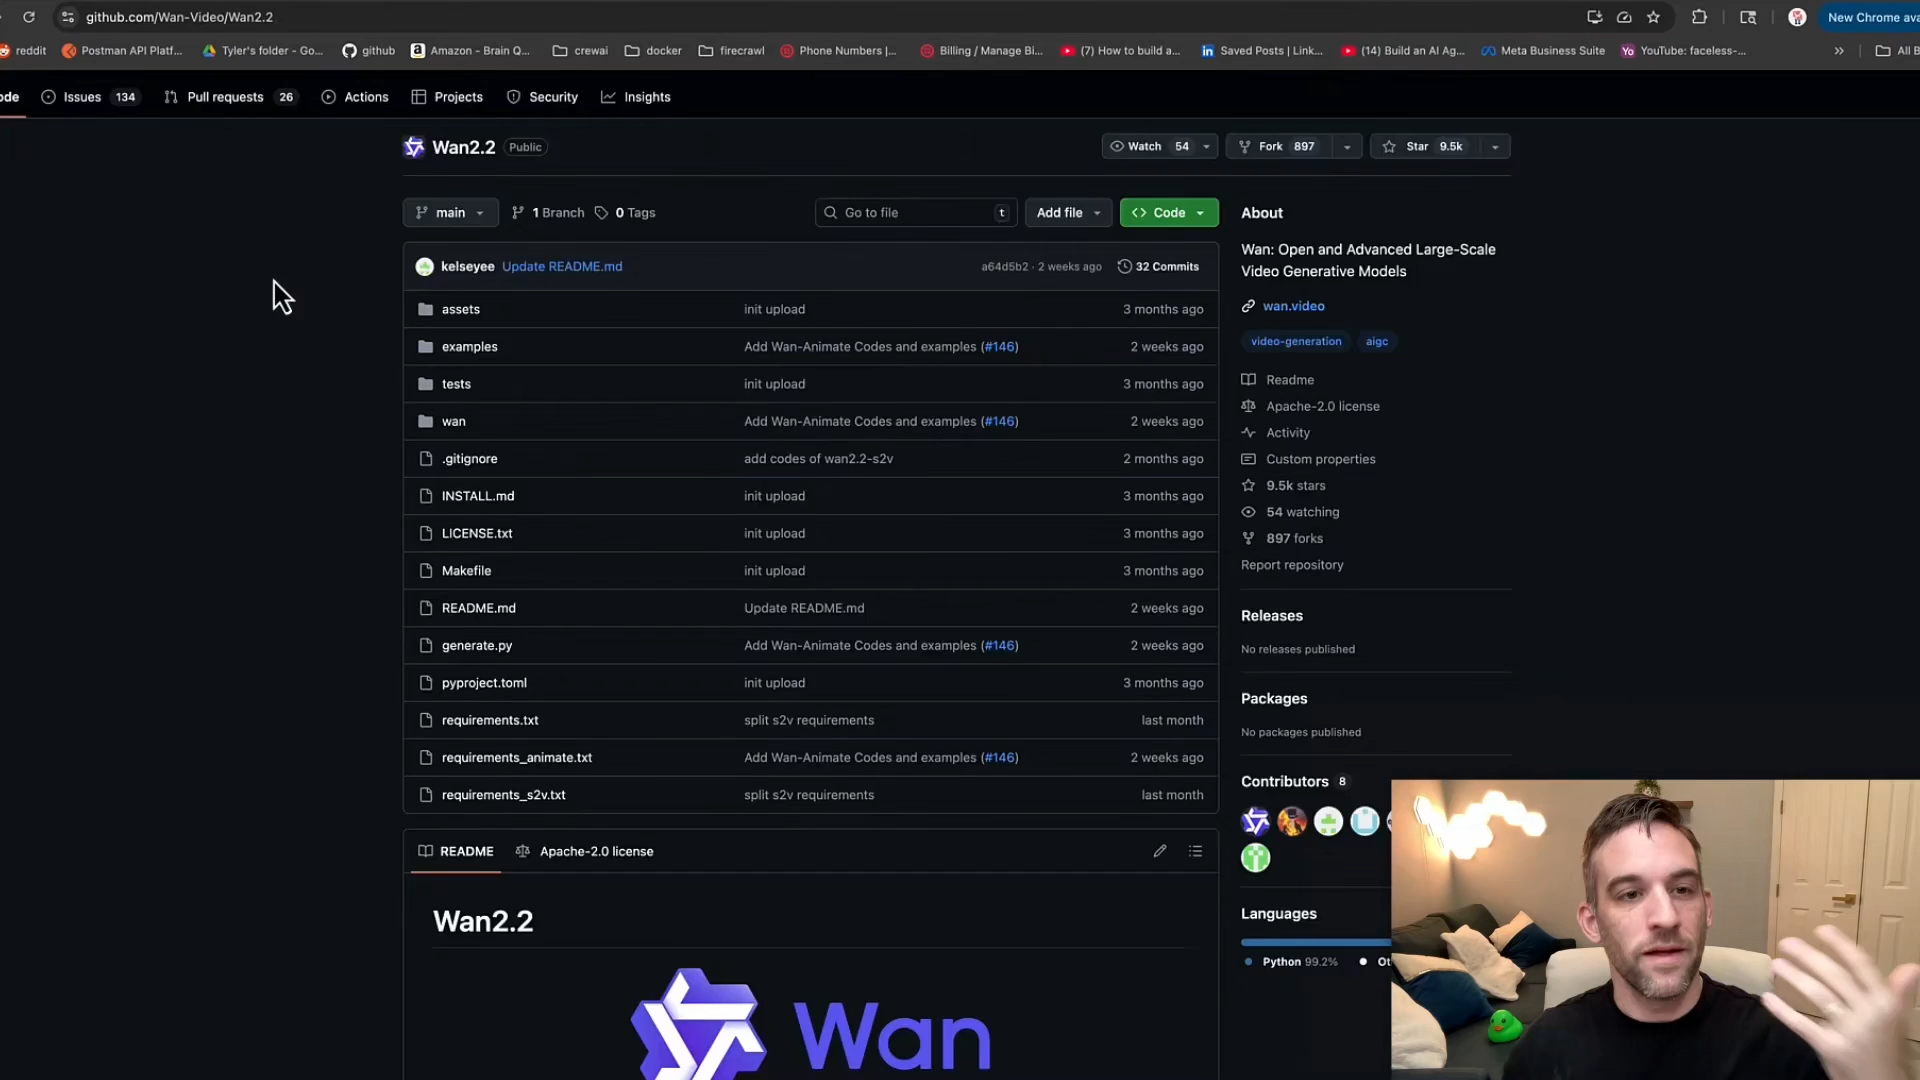 github.com/Wan-Video/Wan2.2
New Chrome ava
reddit
Postman API Platf...
Tyler's folder - Go...
github
Amazon - Brain Q...
crewai
docker
firecrawl
Phone Numbers |...
Billing / Manage Bi...
(7) How to build a...
Saved Posts | Link...
(14) Build an AI Ag...
Meta Business Suite
YouTube: faceless-...
»
All B
ode
Issues 134
Pull requests 26
Actions
Projects
Security
Insights
Wan2.2 Public
Watch 54
Fork 897
Star 9.5k
main
1 Branch
0 Tags
Go to file t
Add file
Code
kelseyee Update README.md a64d5b2 · 2 weeks ago 32 Commits
assets init upload 3 months ago
examples Add Wan-Animate Codes and examples (#146) 2 weeks ago
tests init upload 3 months ago
wan Add Wan-Animate Codes and examples (#146) 2 weeks ago
.gitignore add codes of wan2.2-s2v 2 months ago
INSTALL.md init upload 3 months ago
LICENSE.txt init upload 3 months ago
Makefile init upload 3 months ago
README.md Update README.md 2 weeks ago
generate.py Add Wan-Animate Codes and examples (#146) 2 weeks ago
pyproject.toml init upload 3 months ago
requirements.txt split s2v requirements last month
requirements_animate.txt Add Wan-Animate Codes and examples (#146) 2 weeks ago
requirements_s2v.txt split s2v requirements last month
README
Apache-2.0 license
Wan2.2
Wan
About
Wan: Open and Advanced Large-Scale
Video Generative Models
wan.video
video-generation aigc
Readme
Apache-2.0 license
Activity
Custom properties
9.5k stars
54 watching
897 forks
Report repository
Releases
No releases published
Packages
No packages published
Contributors 8
Languages
Python 99.2% Ot